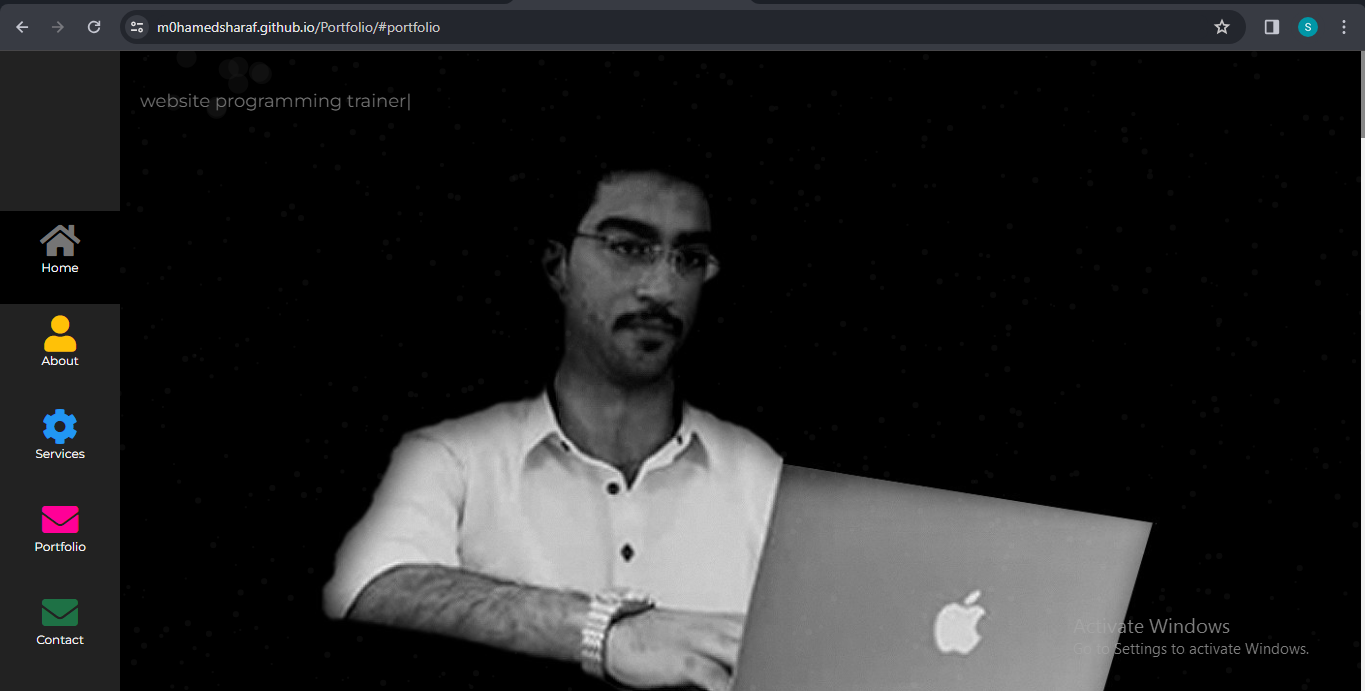 m0hamedsharaf.github.io/Portfolio/#portfolio
S
website programming trainer|
Home
About
Services
Portfolio
Contact
Activate Windows
Go to Settings to activate Windows.